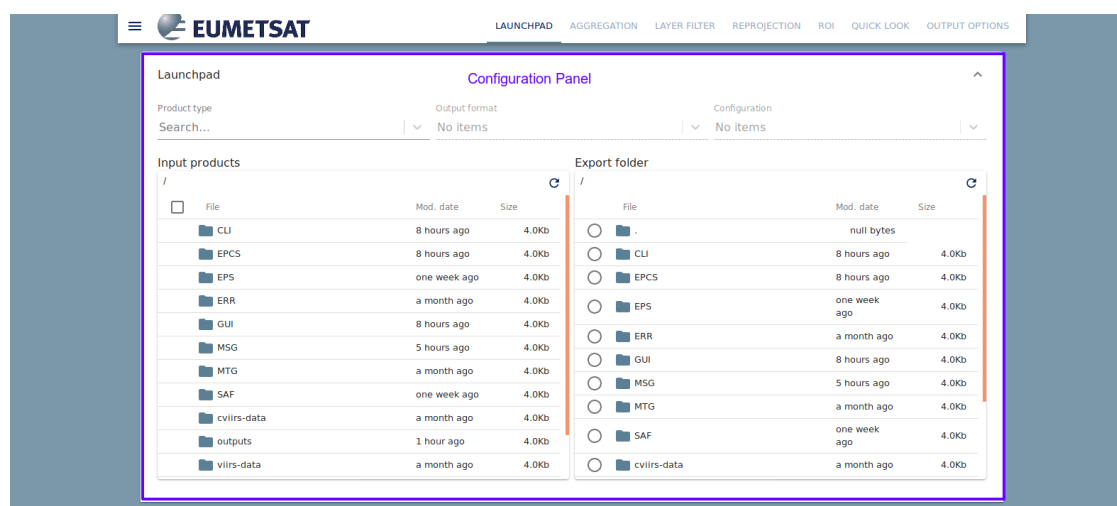 EUMETSAT
LAUNCHPAD AGGREGATION LAYER FILTER REPROJECTION ROI QUICK LOOK OUTPUT OPTIONS
Launchpad
Configuration Panel
Product type Output format Configuration
Search... No items No items
Input products
/
File Mod. date Size
CLI 8 hours ago 4.0Kb
EPCS 8 hours ago 4.0Kb
EPS one week ago 4.0Kb
ERR a month ago 4.0Kb
GUI 8 hours ago 4.0Kb
MSG 5 hours ago 4.0Kb
MTG a month ago 4.0Kb
SAF one week ago 4.0Kb
cviirs-data a month ago 4.0Kb
outputs 1 hour ago 4.0Kb
viirs-data a month ago 4.0Kb
Export folder
/
File Mod. date Size
. null bytes
CLI 8 hours ago 4.0Kb
EPCS 8 hours ago 4.0Kb
EPS one week
ago 4.0Kb
ERR a month ago 4.0Kb
GUI 8 hours ago 4.0Kb
MSG 5 hours ago 4.0Kb
MTG a month ago 4.0Kb
SAF one week
ago 4.0Kb
cviirs-data a month ago 4.0Kb